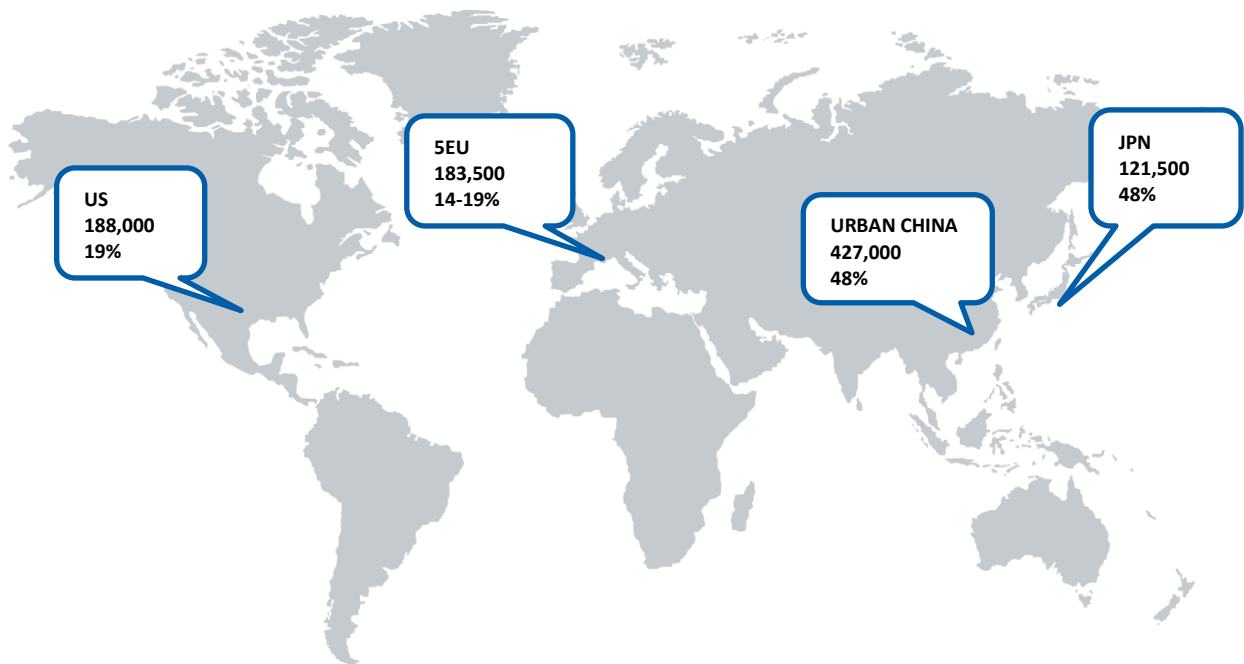 US
188,000
19%
5EU
183,500
14-19%
URBAN CHINA
427,000
48%
JPN
121,500
48%